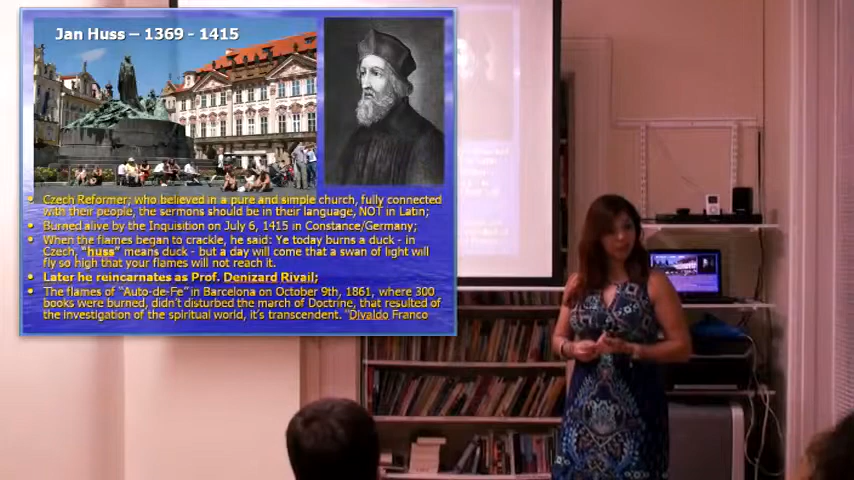 Jan Huss – 1369 - 1415
• Czech Reformer; who believed in a pure and simple church, fully connected
with their people, the sermons should be in their language, NOT in Latin;
• Burned alive by the Inquisition on July 6, 1415 in Constance/Germany;
• When the flames began to crackle, he said: Ye today burns a duck - in
Czech, "huss" means duck - but a day will come that a swan of light will
fly so high that your flames will not reach it.
• Later he reincarnates as Prof. Denizard Rivail;
• The flames of "Auto-de-Fe" in Barcelona on October 9th, 1861, where 300
books were burned, didn't disturbed the march of Doctrine, that resulted of
the investigation of the spiritual world, it's transcendent. "Divaldo Franco